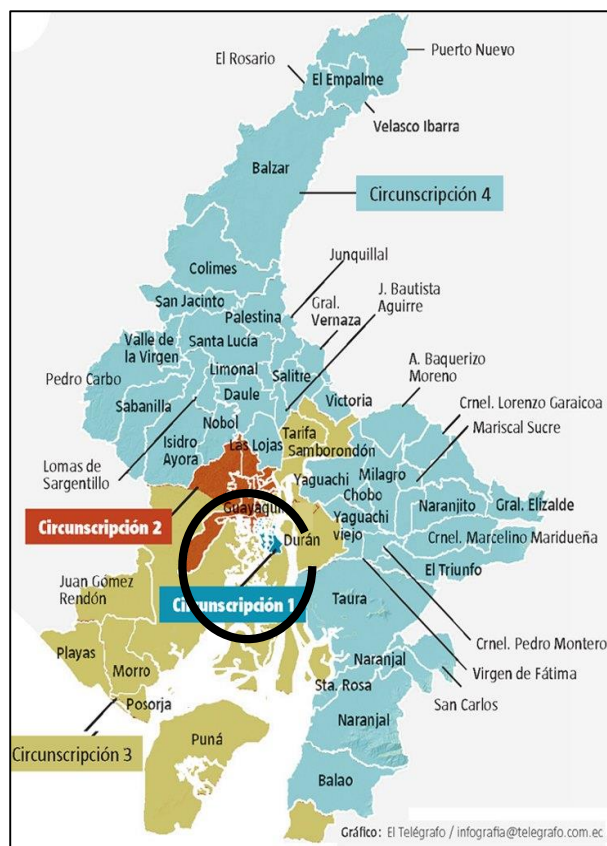 Puerto Nuevo
El Rosario
El Empalme
Velasco Ibarra
Balzar
Circunscripción 4
Colimes
Junquillal
San Jacinto
J. Bautista
Aguirre
Gral.
Vernaza
Palestina
Valle de
la Virgen
Santa Lucía
Limonal
Salitre
A. Baquerizo
Moreno
Pedro Carbo
Sabanilla
Daule
Victoria
Crnel. Lorenzo Garaicoa
Mariscal Sucre
Nobol
Isidro
Ayora
Las Lojas
Tarifa
Samborondón
Lomas de
Sargentillo
Yaguachi
Milagro
Chobo
Naranjito
Gral. Elizalde
Circunscripción 2
Guayaquil
Durán
Yaguachi
viejo
Crnel. Marcelino Maridueña
El Triunfo
Juan Gómez
Rendón
Circunscripción 1
Taura
Crnel. Pedro Montero
Playas
Morro
Naranjal
Virgen de Fátima
Sta. Rosa
San Carlos
Posorja
Naranjal
Circunscripción 3
Puná
Balao
Gráfico: El Telégrafo / infografia@telegrafo.com.ec